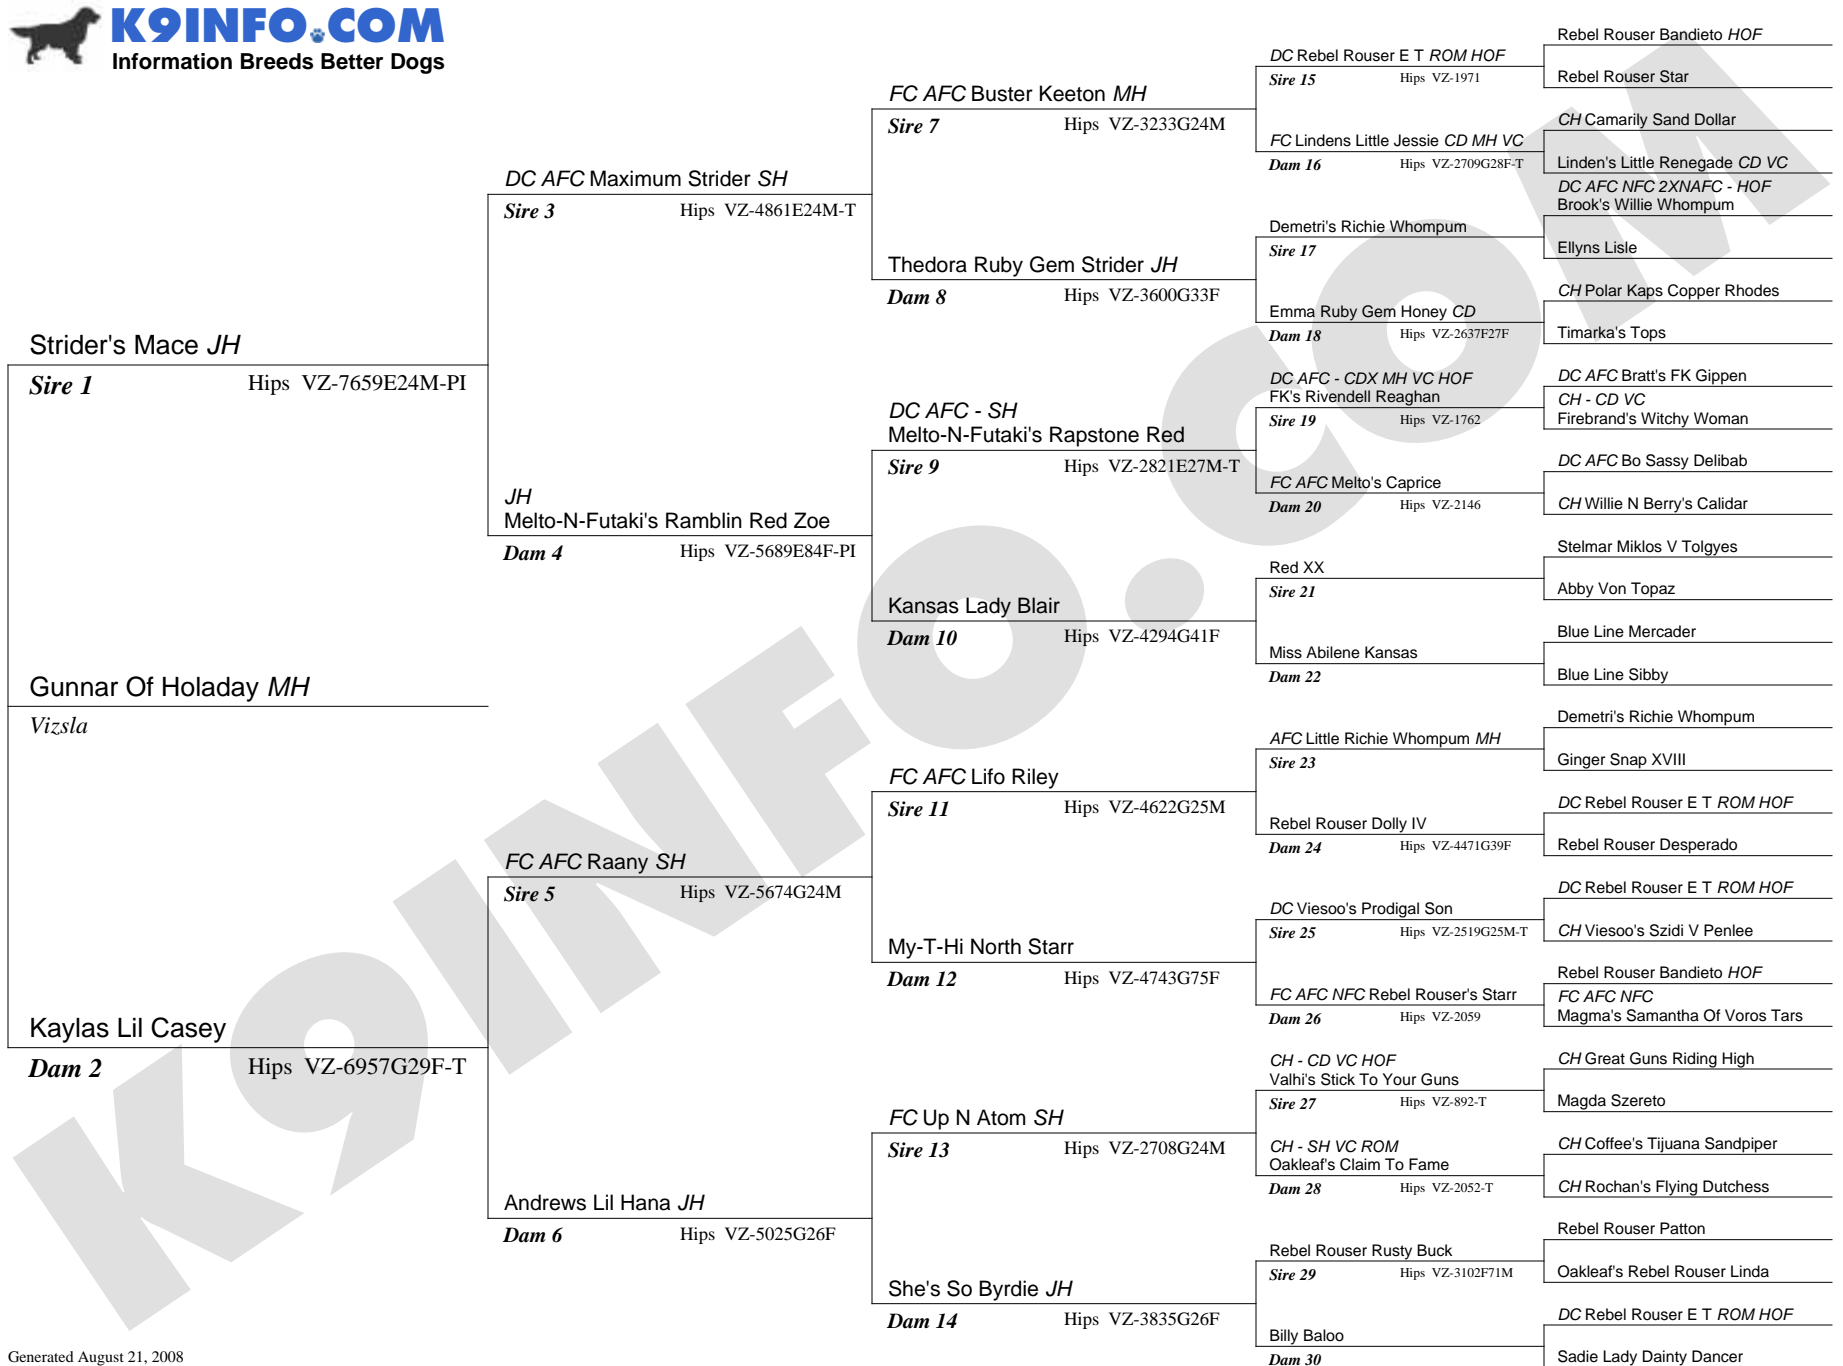 K9INFO.COM
Information Breeds Better Dogs
Gunnar Of Holaday MH
Vizsla
Strider's Mace JH
Sire 1 Hips VZ-7659E24M-PI
Kaylas Lil Casey
Dam 2 Hips VZ-6957G29F-T
DC AFC Maximum Strider SH
Sire 3 Hips VZ-4861E24M-T
JH
Melto-N-Futaki's Ramblin Red Zoe
Dam 4 Hips VZ-5689E84F-PI
FC AFC Raany SH
Sire 5 Hips VZ-5674G24M
Andrews Lil Hana JH
Dam 6 Hips VZ-5025G26F
FC AFC Buster Keeton MH
Sire 7 Hips VZ-3233G24M
Thedora Ruby Gem Strider JH
Dam 8 Hips VZ-3600G33F
DC AFC - SH
Melto-N-Futaki's Rapstone Red
Sire 9 Hips VZ-2821E27M-T
Kansas Lady Blair
Dam 10 Hips VZ-4294G41F
FC AFC Lifo Riley
Sire 11 Hips VZ-4622G25M
My-T-Hi North Starr
Dam 12 Hips VZ-4743G75F
FC Up N Atom SH
Sire 13 Hips VZ-2708G24M
She's So Byrdie JH
Dam 14 Hips VZ-3835G26F
DC Rebel Rouser E T ROM HOF
Sire 15 Hips VZ-1971
FC Lindens Little Jessie CD MH VC
Dam 16 Hips VZ-2709G28F-T
Demetri's Richie Whompum
Sire 17
Emma Ruby Gem Honey CD
Dam 18 Hips VZ-2637F27F
DC AFC - CDX MH VC HOF
FK's Rivendell Reaghan
Sire 19 Hips VZ-1762
FC AFC Melto's Caprice
Dam 20 Hips VZ-2146
Red XX
Sire 21
Miss Abilene Kansas
Dam 22
AFC Little Richie Whompum MH
Sire 23
Rebel Rouser Dolly IV
Dam 24 Hips VZ-4471G39F
DC Viesoo's Prodigal Son
Sire 25 Hips VZ-2519G25M-T
FC AFC NFC Rebel Rouser's Starr
Dam 26 Hips VZ-2059
CH - CD VC HOF
Valhi's Stick To Your Guns
Sire 27 Hips VZ-892-T
CH - SH VC ROM
Oakleaf's Claim To Fame
Dam 28 Hips VZ-2052-T
Rebel Rouser Rusty Buck
Sire 29 Hips VZ-3102F71M
Billy Baloo
Dam 30
Rebel Rouser Bandieto HOF
Rebel Rouser Star
CH Camarily Sand Dollar
Linden's Little Renegade CD VC
DC AFC NFC 2XNAFC - HOF
Brook's Willie Whompum
Ellyns Lisle
CH Polar Kaps Copper Rhodes
Timarka's Tops
DC AFC Bratt's FK Gippen
CH - CD VC
Firebrand's Witchy Woman
DC AFC Bo Sassy Delibab
CH Willie N Berry's Calidar
Stelmar Miklos V Tolgyes
Abby Von Topaz
Blue Line Mercader
Blue Line Sibby
Demetri's Richie Whompum
Ginger Snap XVIII
DC Rebel Rouser E T ROM HOF
Rebel Rouser Desperado
DC Rebel Rouser E T ROM HOF
CH Viesoo's Szidi V Penlee
Rebel Rouser Bandieto HOF
FC AFC NFC
Magma's Samantha Of Voros Tars
CH Great Guns Riding High
Magda Szereto
CH Coffee's Tijuana Sandpiper
CH Rochan's Flying Dutchess
Rebel Rouser Patton
Oakleaf's Rebel Rouser Linda
DC Rebel Rouser E T ROM HOF
Sadie Lady Dainty Dancer
Generated August 21, 2008
K9INFO.COM